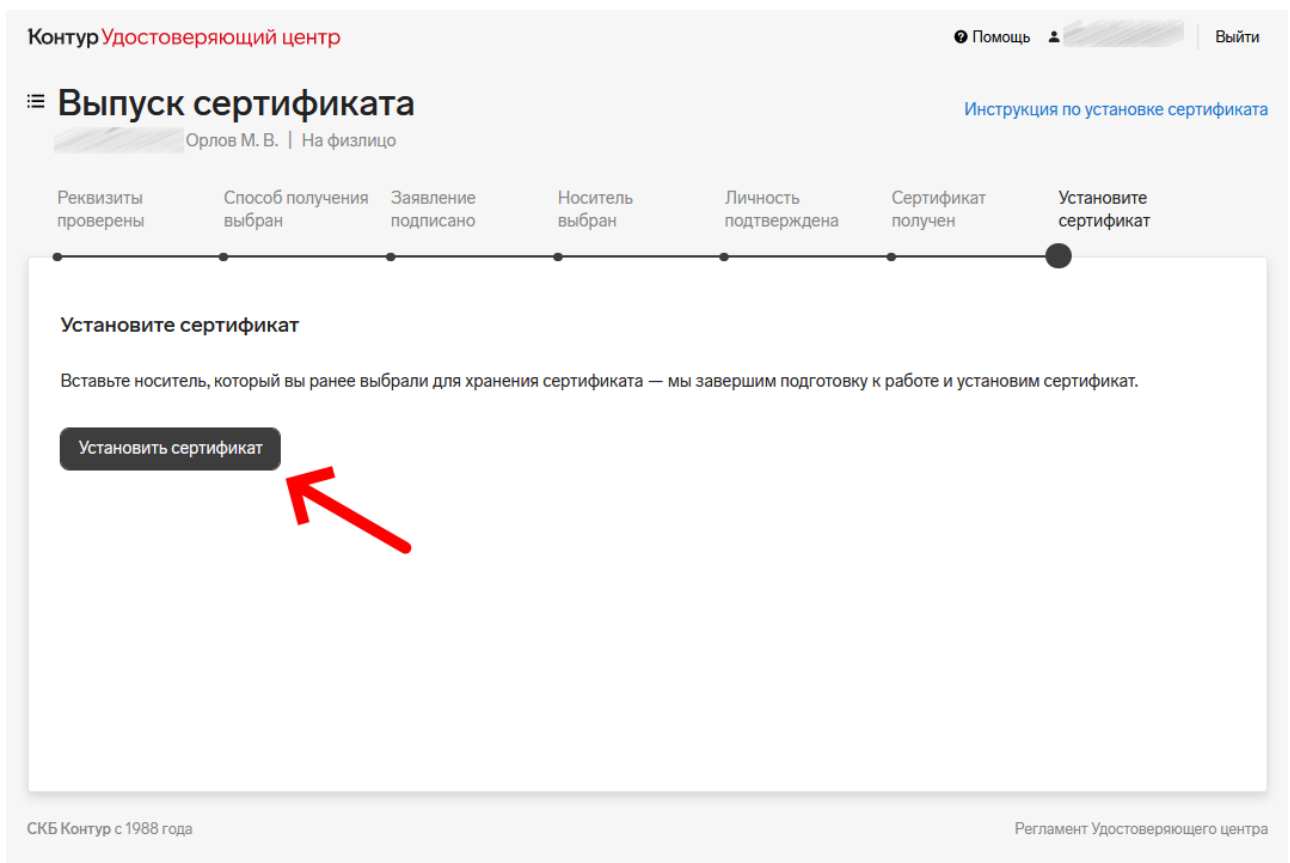 Контур Удостоверяющий центр
Помощь
Выйти
Выпуск сертификата
Инструкция по установке сертификата
Орлов М. В. | На физлицо
Реквизиты проверены
Способ получения выбран
Заявление подписано
Носитель выбран
Личность подтверждена
Сертификат получен
Установите сертификат
Установите сертификат
Вставьте носитель, который вы ранее выбрали для хранения сертификата — мы завершим подготовку к работе и установим сертификат.
Установить сертификат
СКБ Контур с 1988 года
Регламент Удостоверяющего центра